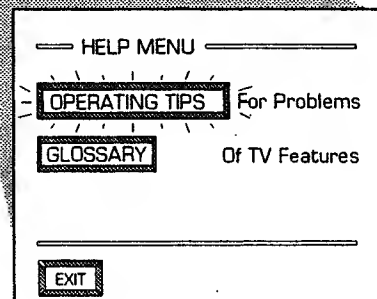 HELP MENU
OPERATING TIPS For Problems
GLOSSARY Of TV Features
EXIT